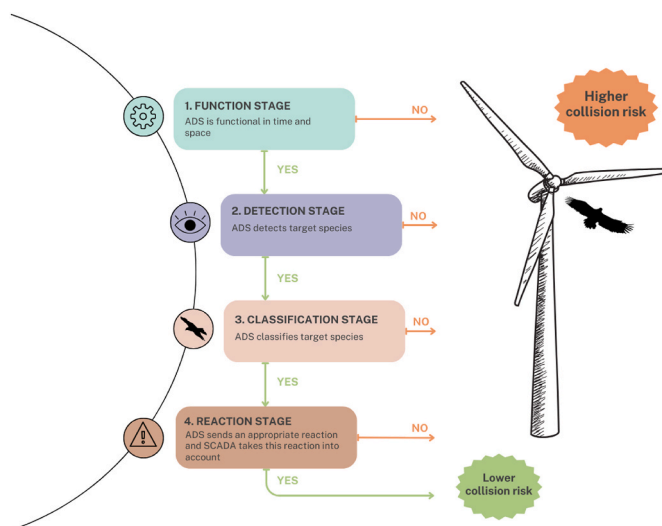 1. FUNCTION STAGE
ADS is functional in time and
space
NO
Higher
collision risk
YES
2. DETECTION STAGE
ADS detects target species
NO
YES
3. CLASSIFICATION STAGE
ADS classifies target species
NO
YES
4. REACTION STAGE
ADS sends an appropriate reaction
and SCADA takes this reaction into
account
NO
YES
Lower
collision risk